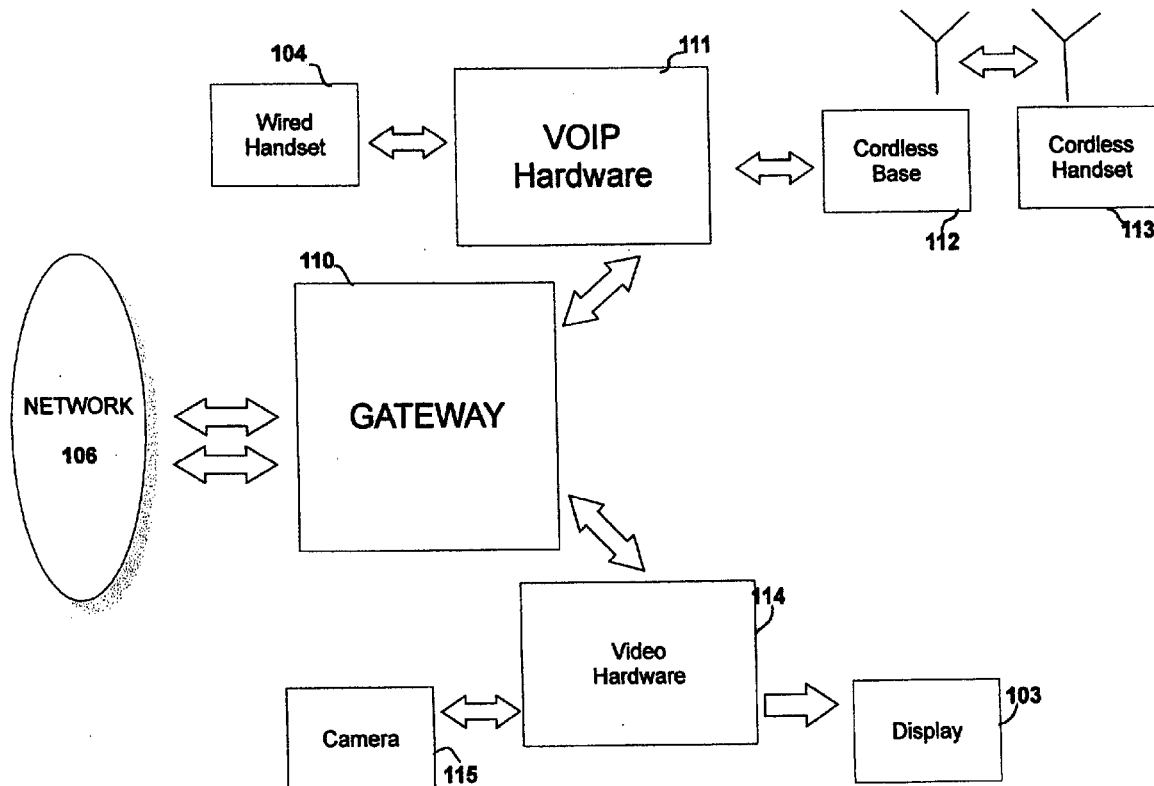 104
111
Wired
Handset
VOIP
Hardware
Cordless
Base
Cordless
Handset
112
113
110
NETWORK
106
GATEWAY
114
Video
Hardware
Camera
115
103
Display